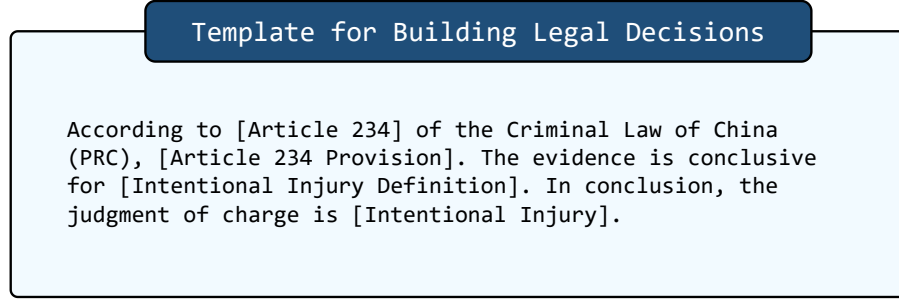 Template for Building Legal Decisions
According to [Article 234] of the Criminal Law of China
(PRC), [Article 234 Provision]. The evidence is conclusive
for [Intentional Injury Definition]. In conclusion, the
judgment of charge is [Intentional Injury].